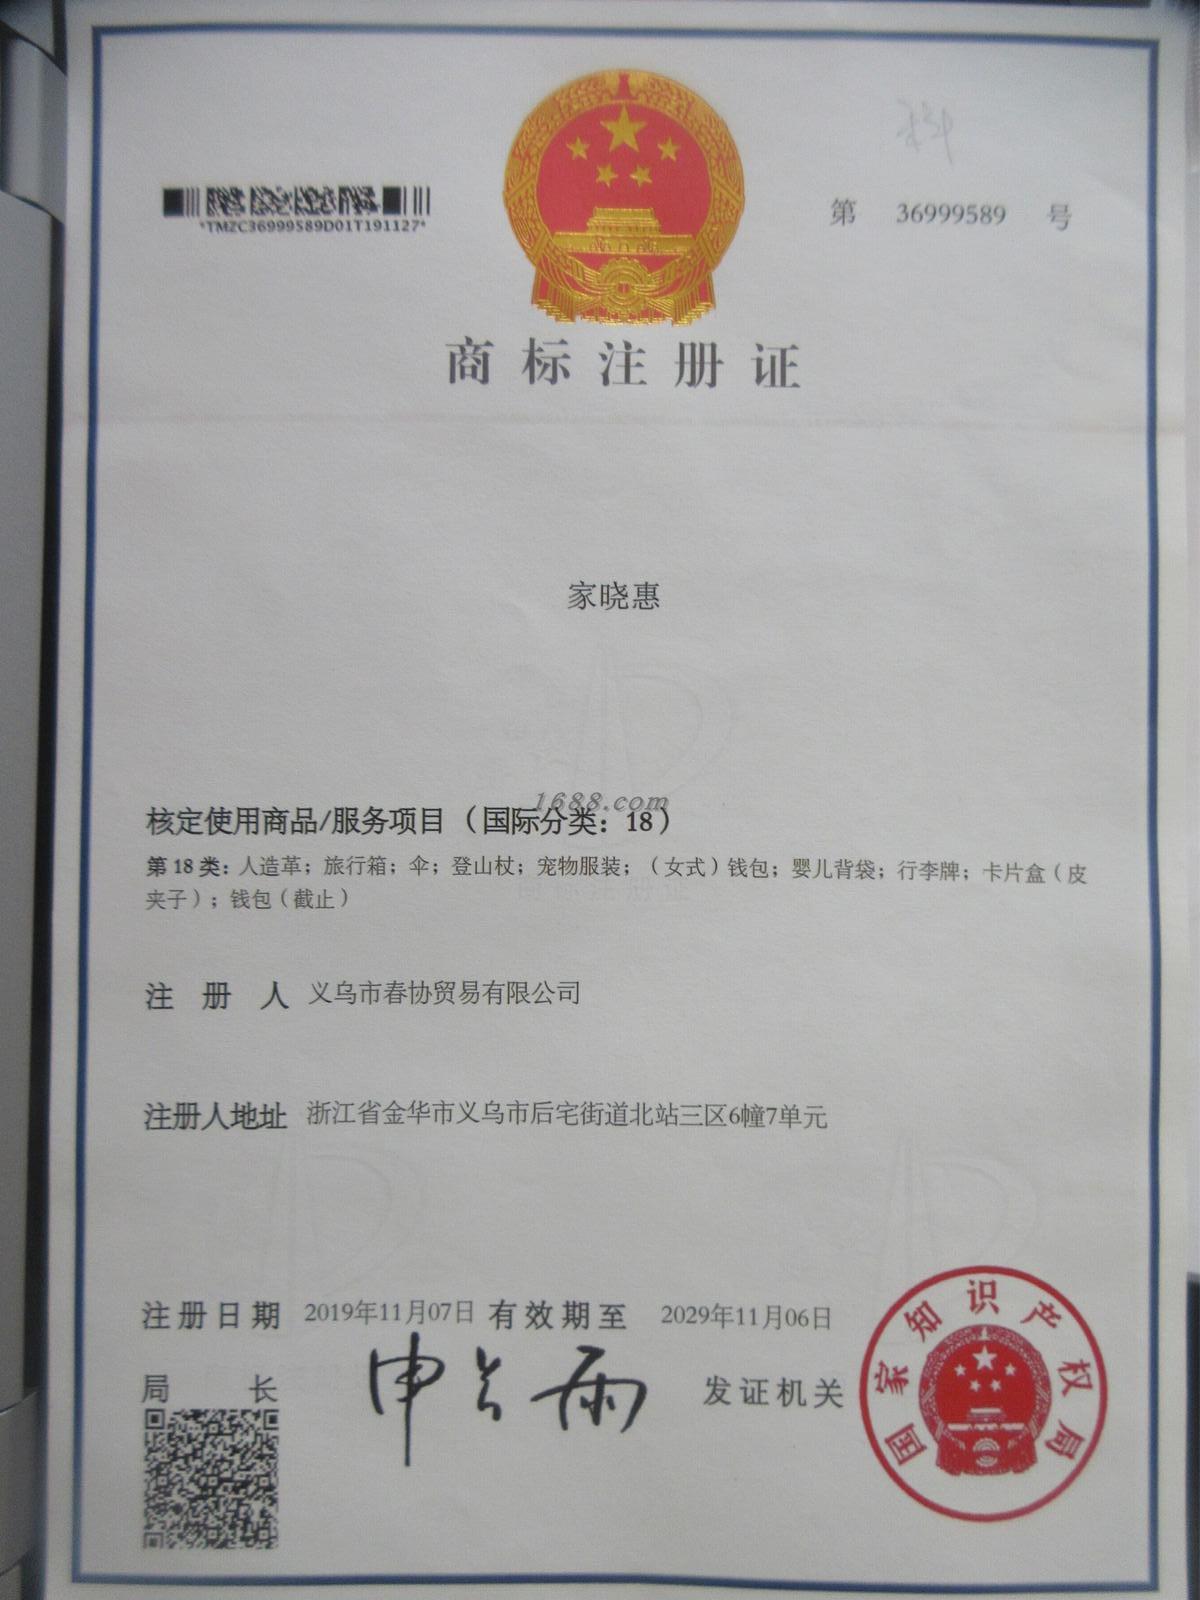 第 36999589 号
*TMZC36999589D01T191127*
商标注册证
家晓惠
1688.com
核定使用商品/服务项目（国际分类：18）
第18类：人造革；旅行箱；伞；登山杖；宠物服装；（女式）钱包；婴儿背袋；行李牌；卡片盒（皮
夹子）；钱包（截止）
注册人 义乌市春协贸易有限公司
注册人地址 浙江省金华市义乌市后宅街道北站三区6幢7单元
注册日期 2019年11月07日 有效期至 2029年11月06日
局长 申长雨 发证机关
国家知识产权局